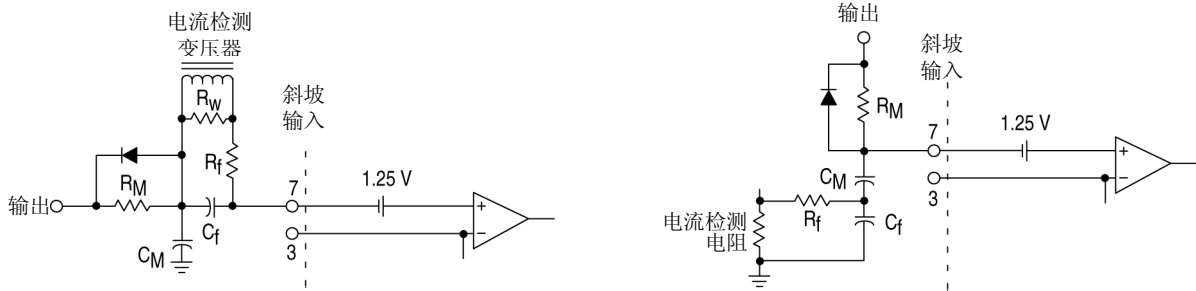 电流检测
变压器
R_W
斜坡
输入
R_f
R_M
输出
C_f
C_M
7
1.25 V
+
−
3
输出
斜坡
输入
R_M
7
1.25 V
+
−
3
C_M
R_f
C_f
电流检测
电阻